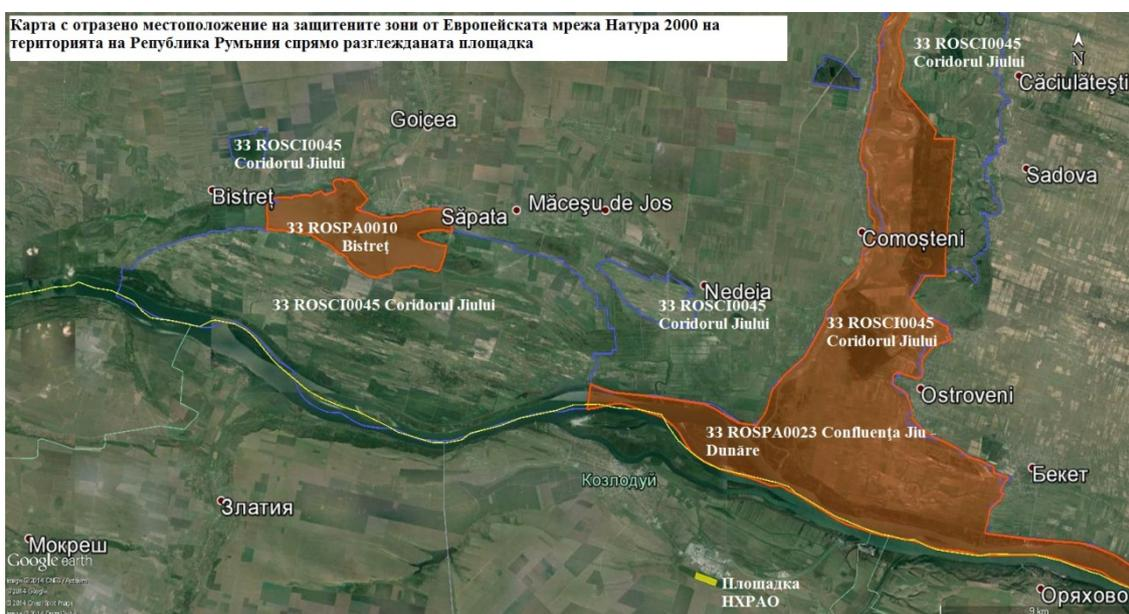 Карта с отразено местоположение на защитените зони от Европейската мрежа Натура 2000 на
територията на Република Румъния спрямо разглежданата площадка
33 ROSCI0045
Coridorul Jiului
N
Căciulătești
Goicea
33 ROSCI0045
Coridorul Jiului
Sadova
Bistreț
Săpata
Măceşu de Jos
33 ROSPA0010
Bistreț
Comoșteni
Nedeia
33 ROSCI0045 Coridorul Jiului
33 ROSCI0045
Coridorul Jiului
33 ROSCI0045
Coridorul Jiului
Ostroveni
33 ROSPA0023 Confluența Jiu -
Dunăre
Бекет
Козлодуй
Златия
Мокреш
Google earth
Площадка
НХРАО
Оряхово
9 km